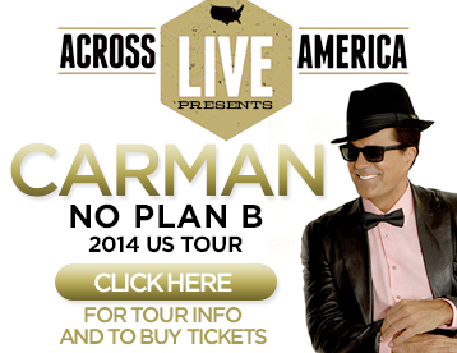 ACROSS LIVE AMERICA
PRESENTS
CARMAN
NO PLAN B
2014 US TOUR
CLICK HERE
FOR TOUR INFO
AND TO BUY TICKETS